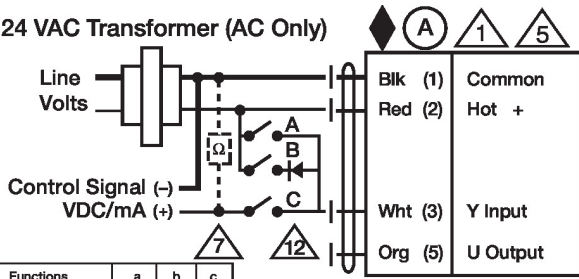 24 VAC Transformer (AC Only)
A
1
5
Line
Volts
Blk (1) Common
Red (2) Hot +
A
Ω
B
C
Control Signal (–)
VDC/mA (+)
Wht (3) Y Input
7
12
Org (5) U Output
Functions a b c